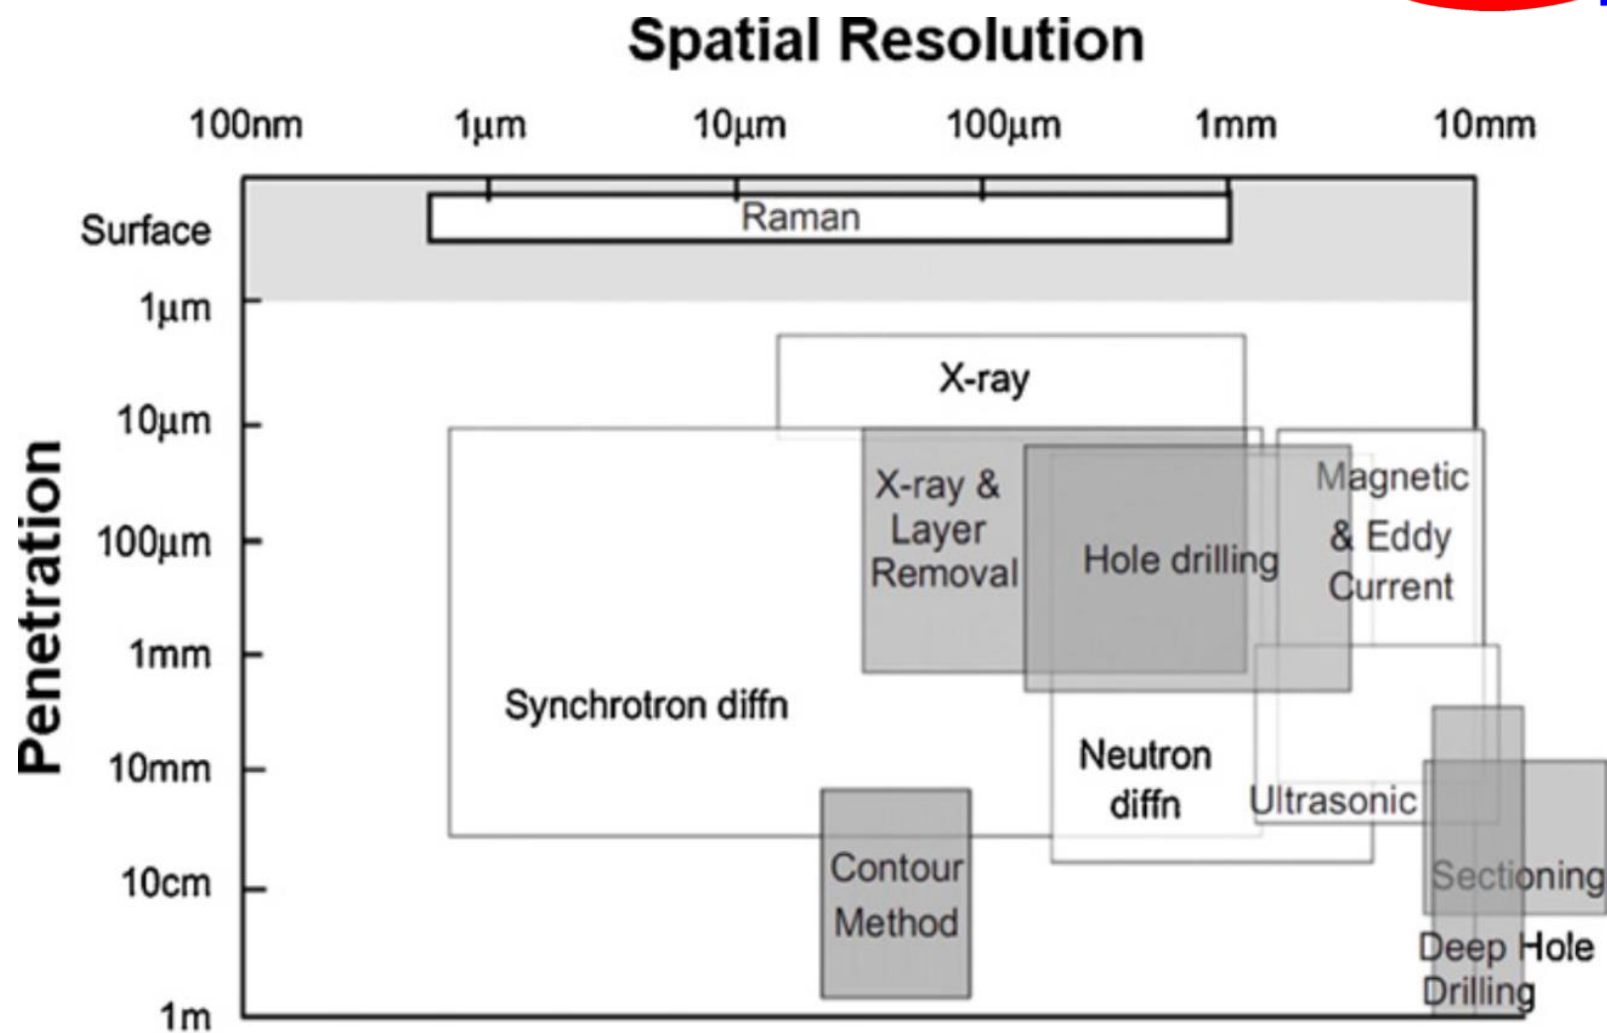 Spatial Resolution
100nm 1μm 10μm 100μm 1mm 10mm
Surface
Raman
1μm
X-ray
10μm
Penetration
X-ray &
Layer
Removal
Hole drilling
Magnetic
& Eddy
Current
100μm
1mm
Synchrotron diffn
Neutron
diffn
10mm
Ultrasonic
Contour
Method
10cm
Sectioning
Deep Hole
Drilling
1m